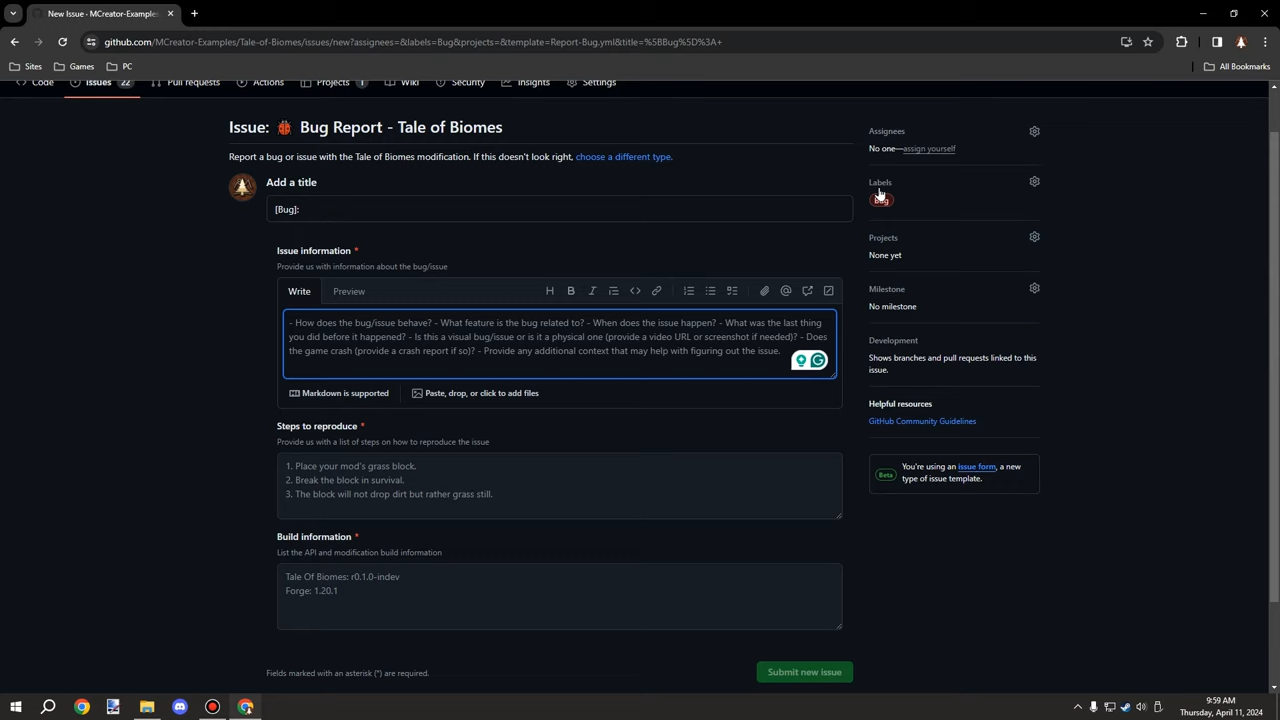 New Issue · MCreator-Examples
github.com/MCreator-Examples/Tale-of-Biomes/issues/new?assignees=&labels=Bug&projects=&template=Report-Bug.yml&title=%5BBug%5D%3A+
Sites Games PC All Bookmarks
Code Issues 22 Pull requests Actions Projects 1 Wiki Security Insights Settings
Issue: Bug Report - Tale of Biomes
Report a bug or issue with the Tale of Biomes modification. If this doesn't look right, choose a different type.
Add a title
[Bug]:
Issue information *
Provide us with information about the bug/issue
Write Preview
- How does the bug/issue behave? - What feature is the bug related to? - When does the issue happen? - What was the last thing
you did before it happened? - Is this a visual bug/issue or is it a physical one (provide a video URL or screenshot if needed)? - Does
the game crash (provide a crash report if so)? - Provide any additional context that may help with figuring out the issue.
Markdown is supported Paste, drop, or click to add files
Steps to reproduce *
Provide us with a list of steps on how to reproduce the issue
1. Place your mod's grass block.
2. Break the block in survival.
3. The block will not drop dirt but rather grass still.
Build information *
List the API and modification build information
Tale Of Biomes: r0.1.0-indev
Forge: 1.20.1
Fields marked with an asterisk (*) are required.
Submit new issue
Assignees
No one—assign yourself
Labels
bug
Projects
None yet
Milestone
No milestone
Development
Shows branches and pull requests linked to this
issue.
Helpful resources
GitHub Community Guidelines
Beta
You're using an issue form, a new
type of issue template.
9:59 AM
Thursday, April 11, 2024